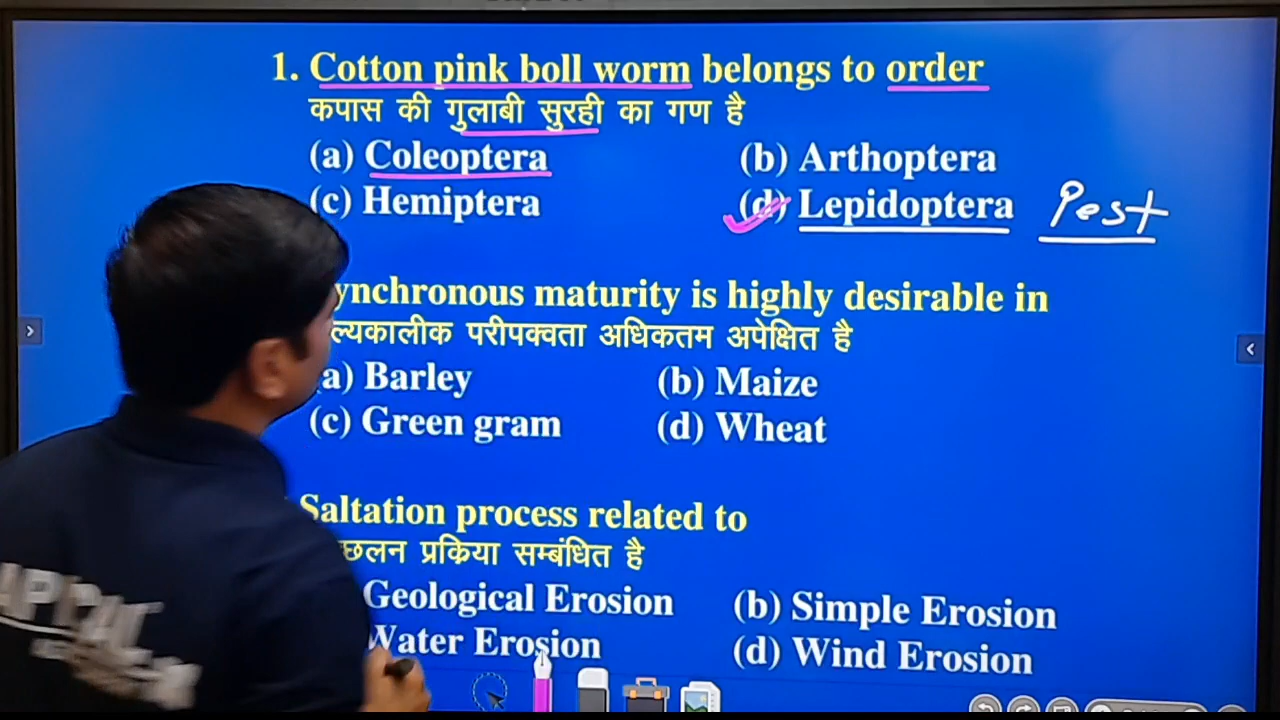 1. Cotton pink boll worm belongs to order
कपास की गुलाबी सुरही का गण है
(a) Coleoptera (b) Arthoptera
(c) Hemiptera (d) Lepidoptera Pest
ynchronous maturity is highly desirable in
ल्यकालीक परीपक्वता अधिकतम अपेक्षित है
a) Barley (b) Maize
(c) Green gram (d) Wheat
Saltation process related to
छलन प्रक्रिया सम्बंधित है
Geological Erosion (b) Simple Erosion
Water Erosion (d) Wind Erosion